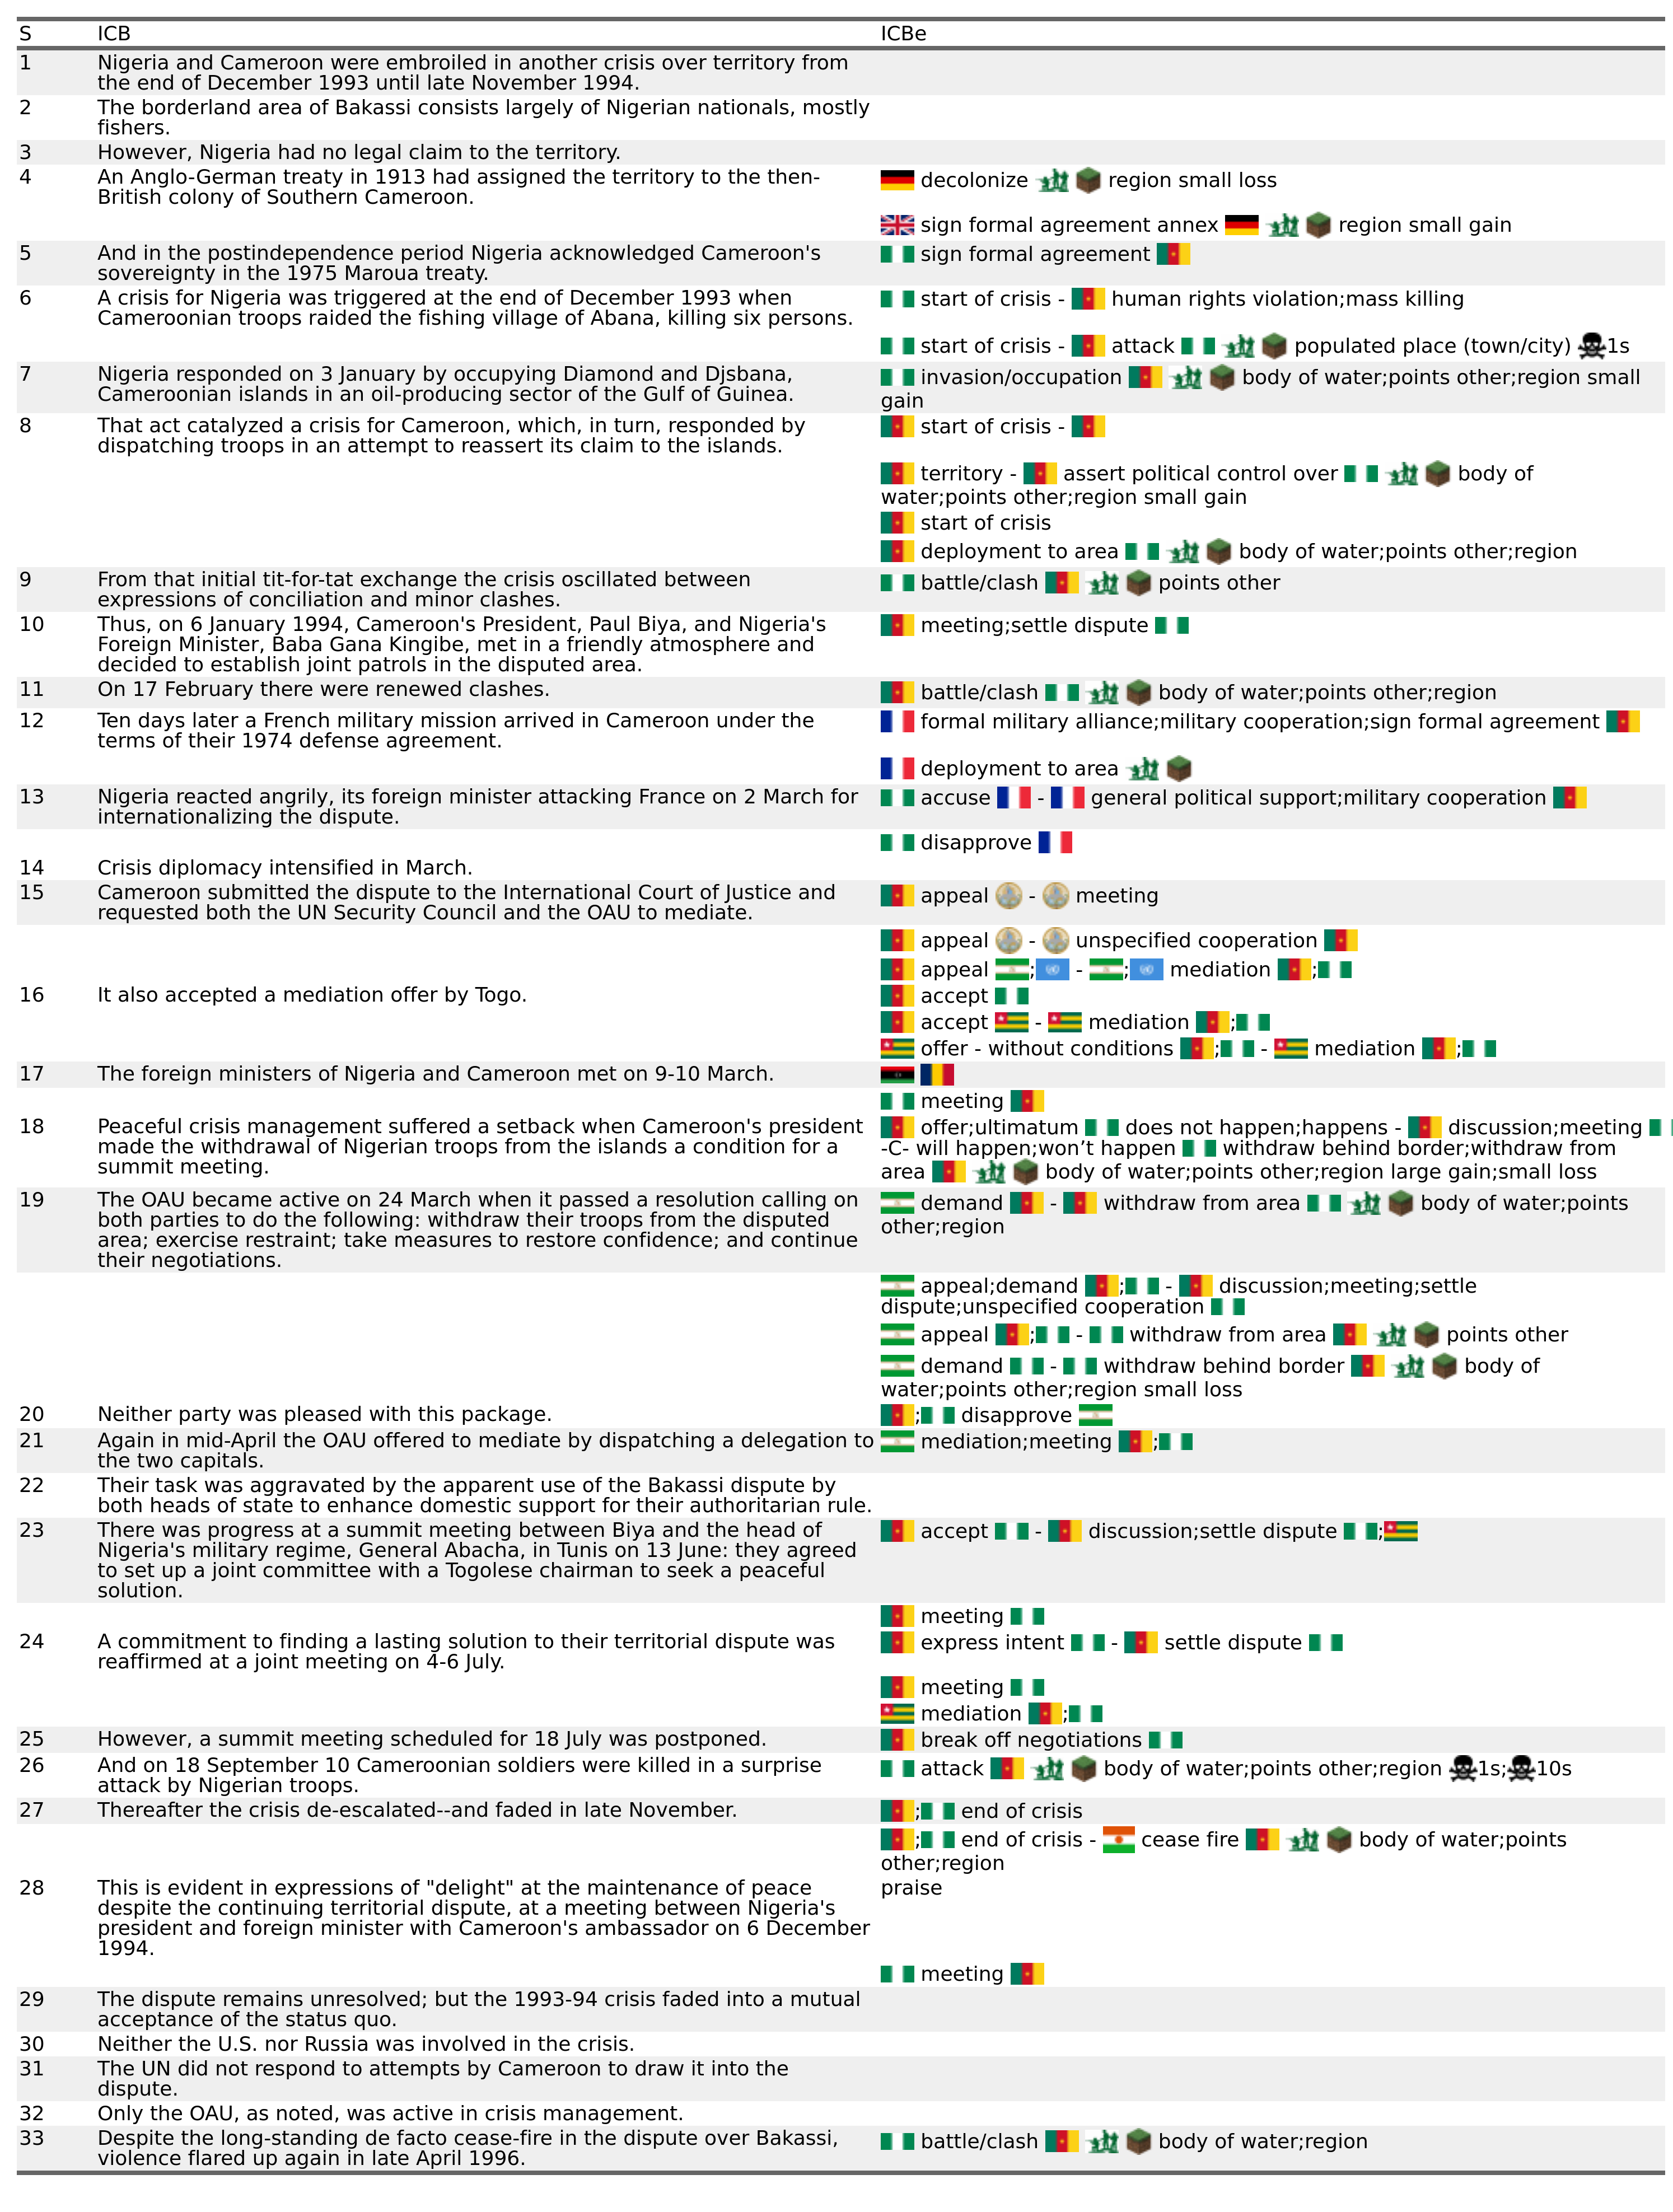 S ICB ICBe
1 Nigeria and Cameroon were embroiled in another crisis over territory from
the end of December 1993 until late November 1994.
2 The borderland area of Bakassi consists largely of Nigerian nationals, mostly
fishers.
3 However, Nigeria had no legal claim to the territory.
4 An Anglo-German treaty in 1913 had assigned the territory to the then- decolonize region small loss
British colony of Southern Cameroon.
sign formal agreement annex region small gain
5 And in the postindependence period Nigeria acknowledged Cameroon's sign formal agreement
sovereignty in the 1975 Maroua treaty.
6 A crisis for Nigeria was triggered at the end of December 1993 when start of crisis - human rights violation;mass killing
Cameroonian troops raided the fishing village of Abana, killing six persons.
start of crisis - attack populated place (town/city) 1s
7 Nigeria responded on 3 January by occupying Diamond and Djsbana, invasion/occupation body of water;points other;region small
Cameroonian islands in an oil-producing sector of the Gulf of Guinea. gain
8 That act catalyzed a crisis for Cameroon, which, in turn, responded by start of crisis -
dispatching troops in an attempt to reassert its claim to the islands.
territory - assert political control over body of
water;points other;region small gain
start of crisis
deployment to area body of water;points other;region
9 From that initial tit-for-tat exchange the crisis oscillated between battle/clash points other
expressions of conciliation and minor clashes.
10 Thus, on 6 January 1994, Cameroon's President, Paul Biya, and Nigeria's meeting;settle dispute
Foreign Minister, Baba Gana Kingibe, met in a friendly atmosphere and
decided to establish joint patrols in the disputed area.
11 On 17 February there were renewed clashes. battle/clash body of water;points other;region
12 Ten days later a French military mission arrived in Cameroon under the formal military alliance;military cooperation;sign formal agreement
terms of their 1974 defense agreement.
deployment to area
13 Nigeria reacted angrily, its foreign minister attacking France on 2 March for accuse - general political support;military cooperation
internationalizing the dispute.
disapprove
14 Crisis diplomacy intensified in March.
15 Cameroon submitted the dispute to the International Court of Justice and appeal - meeting
requested both the UN Security Council and the OAU to mediate.
appeal - unspecified cooperation
appeal ; - ; mediation ;
16 It also accepted a mediation offer by Togo. accept
accept - mediation ;
offer - without conditions ; - mediation ;
17 The foreign ministers of Nigeria and Cameroon met on 9-10 March.
meeting
18 Peaceful crisis management suffered a setback when Cameroon's president offer;ultimatum does not happen;happens - discussion;meeting
made the withdrawal of Nigerian troops from the islands a condition for a -C- will happen;won’t happen withdraw behind border;withdraw from
summit meeting. area body of water;points other;region large gain;small loss
19 The OAU became active on 24 March when it passed a resolution calling on demand - withdraw from area body of water;points
both parties to do the following: withdraw their troops from the disputed other;region
area; exercise restraint; take measures to restore confidence; and continue
their negotiations.
appeal;demand ; - discussion;meeting;settle
dispute;unspecified cooperation
appeal ; - withdraw from area points other
demand - withdraw behind border body of
water;points other;region small loss
20 Neither party was pleased with this package. ; disapprove
21 Again in mid-April the OAU offered to mediate by dispatching a delegation to mediation;meeting ;
the two capitals.
22 Their task was aggravated by the apparent use of the Bakassi dispute by
both heads of state to enhance domestic support for their authoritarian rule.
23 There was progress at a summit meeting between Biya and the head of accept - discussion;settle dispute ;
Nigeria's military regime, General Abacha, in Tunis on 13 June: they agreed
to set up a joint committee with a Togolese chairman to seek a peaceful
solution.
meeting
24 A commitment to finding a lasting solution to their territorial dispute was express intent - settle dispute
reaffirmed at a joint meeting on 4-6 July.
meeting
mediation ;
25 However, a summit meeting scheduled for 18 July was postponed. break off negotiations
26 And on 18 September 10 Cameroonian soldiers were killed in a surprise attack body of water;points other;region 1s; 10s
attack by Nigerian troops.
27 Thereafter the crisis de-escalated--and faded in late November. ; end of crisis
; end of crisis - cease fire body of water;points
other;region
28 This is evident in expressions of "delight" at the maintenance of peace praise
despite the continuing territorial dispute, at a meeting between Nigeria's
president and foreign minister with Cameroon's ambassador on 6 December
1994.
meeting
29 The dispute remains unresolved; but the 1993-94 crisis faded into a mutual
acceptance of the status quo.
30 Neither the U.S. nor Russia was involved in the crisis.
31 The UN did not respond to attempts by Cameroon to draw it into the
dispute.
32 Only the OAU, as noted, was active in crisis management.
33 Despite the long-standing de facto cease-fire in the dispute over Bakassi, battle/clash body of water;region
violence flared up again in late April 1996.